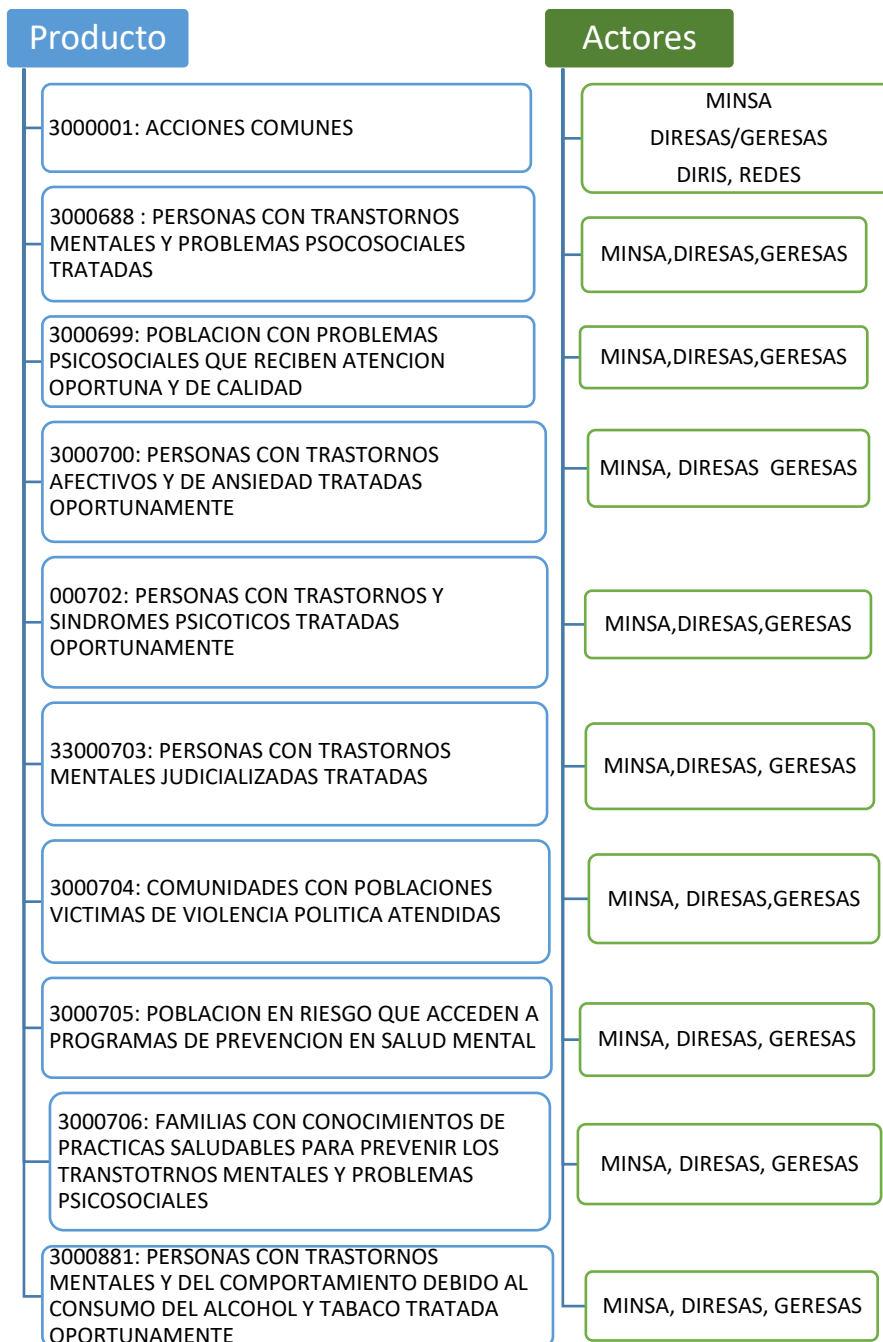 Producto
Actores
3000001: ACCIONES COMUNES
MINSA
DIRESAS/GERESAS
DIRIS, REDES
3000688 : PERSONAS CON TRANSTORNOS
MENTALES Y PROBLEMAS PSOCOSOCIALES
TRATADAS
MINSA,DIRESAS,GERESAS
3000699: POBLACION CON PROBLEMAS
PSICOSOCIALES QUE RECIBEN ATENCION
OPORTUNA Y DE CALIDAD
MINSA,DIRESAS,GERESAS
3000700: PERSONAS CON TRASTORNOS
AFECTIVOS Y DE ANSIEDAD TRATADAS
OPORTUNAMENTE
MINSA, DIRESAS  GERESAS
000702: PERSONAS CON TRASTORNOS Y
SINDROMES PSICOTICOS TRATADAS
OPORTUNAMENTE
MINSA,DIRESAS,GERESAS
33000703: PERSONAS CON TRASTORNOS
MENTALES JUDICIALIZADAS TRATADAS
MINSA,DIRESAS, GERESAS
3000704: COMUNIDADES CON POBLACIONES
VICTIMAS DE VIOLENCIA POLITICA ATENDIDAS
MINSA, DIRESAS,GERESAS
3000705: POBLACION EN RIESGO QUE ACCEDEN A
PROGRAMAS DE PREVENCION EN SALUD MENTAL
MINSA, DIRESAS, GERESAS
3000706: FAMILIAS CON CONOCIMIENTOS DE
PRACTICAS SALUDABLES PARA PREVENIR LOS
TRANSTOTRNOS MENTALES Y PROBLEMAS
PSICOSOCIALES
MINSA, DIRESAS, GERESAS
3000881: PERSONAS CON TRASTORNOS
MENTALES Y DEL COMPORTAMIENTO DEBIDO AL
CONSUMO DEL ALCOHOL Y TABACO TRATADA
OPORTUNAMENTE
MINSA, DIRESAS, GERESAS